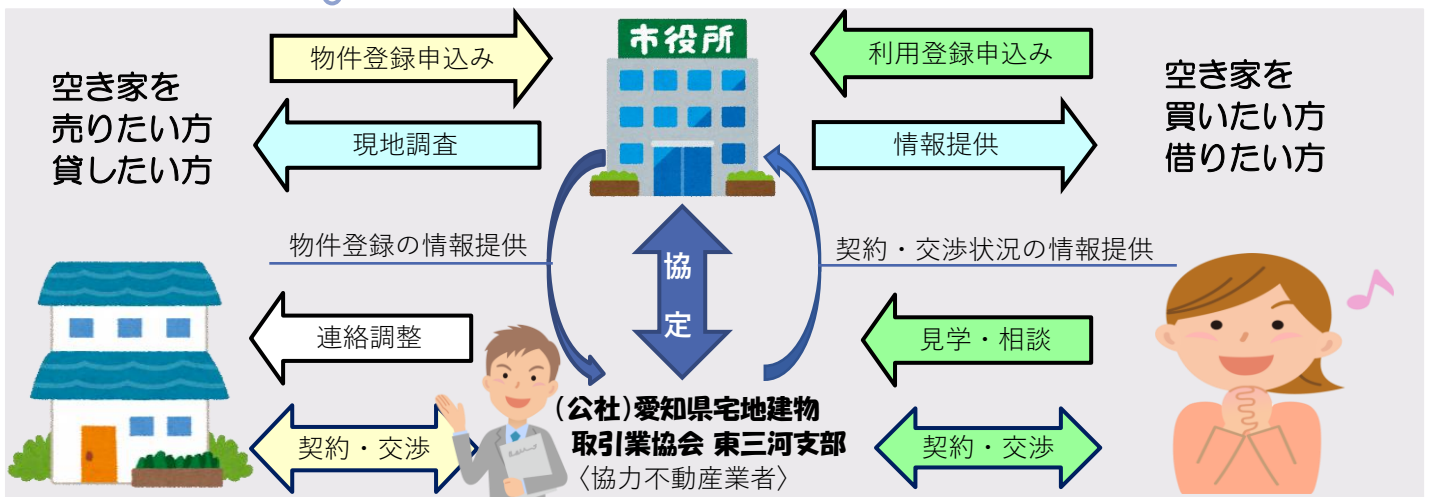 市役所
物件登録申込み
利用登録申込み
空き家を
売りたい方
貸したい方
空き家を
買いたい方
借りたい方
現地調査
情報提供
物件登録の情報提供
契約・交渉状況の情報提供
協
定
連絡調整
見学・相談
(公社)愛知県宅地建物
取引業協会 東三河支部
〈協力不動産業者〉
契約・交渉
契約・交渉